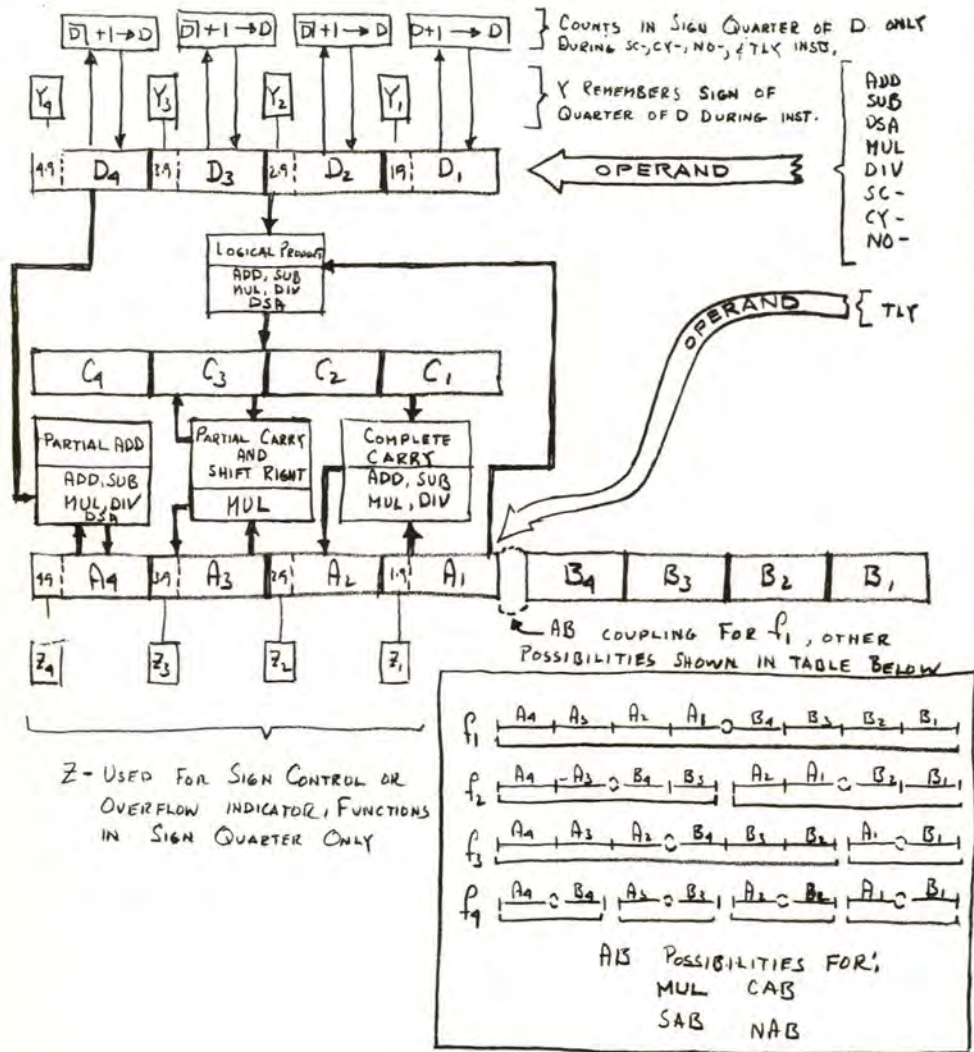 D̅|+1→D D̅|+1→D D̅|+1→D D+1→D
} COUNTS IN SIGN QUARTER OF D. ONLY
DURING SC-, CY-, NO-, & TLY INST.
Y4 Y3 Y2 Y1
} Y REMEMBERS SIGN OF
QUARTER OF D DURING INST.
ADD
SUB
DSA
MUL
DIV
SC-
CY-
NO-
4.9 D4 3.9 D3 2.9 D2 1.9 D1
OPERAND
LOGICAL PRODUCT
ADD, SUB
MUL, DIV
DSA
OPERAND
{ TLY
C4 C3 C2 C1
PARTIAL ADD
ADD, SUB
MUL, DIV
DSA
PARTIAL CARRY
AND
SHIFT RIGHT
MUL
COMPLETE
CARRY
ADD, SUB
MUL, DIV
4.9 A4 3.9 A3 2.9 A2 1.9 A1 B4 B3 B2 B1
Z4 Z3 Z2 Z1
AB COUPLING FOR f1, OTHER
POSSIBILITIES SHOWN IN TABLE BELOW
Z - USED FOR SIGN CONTROL OR
OVERFLOW INDICATOR, FUNCTIONS
IN SIGN QUARTER ONLY
f1 A4 A3 A2 A1 B4 B3 B2 B1
f2 A4 A3 B4 B3 A2 A1 B2 B1
f3 A4 A3 A2 B4 B3 B2 A1 B1
f4 A4 B4 A3 B3 A2 B2 A1 B1
AB POSSIBILITIES FOR:
MUL CAB
SAB NAB